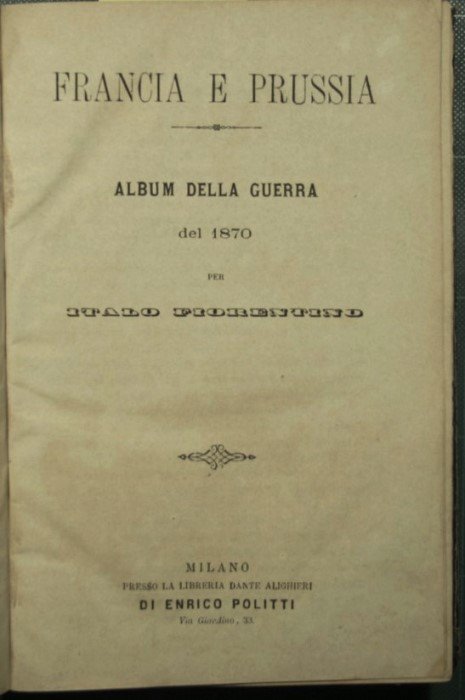 FRANCIA E PRUSSIA
ALBUM DELLA GUERRA
del 1870
PER
ITALO FIORENTINO
MILANO
PRESSO LA LIBRERIA DANTE ALIGHIERI
DI ENRICO POLITTI
Via Giardino, 33.